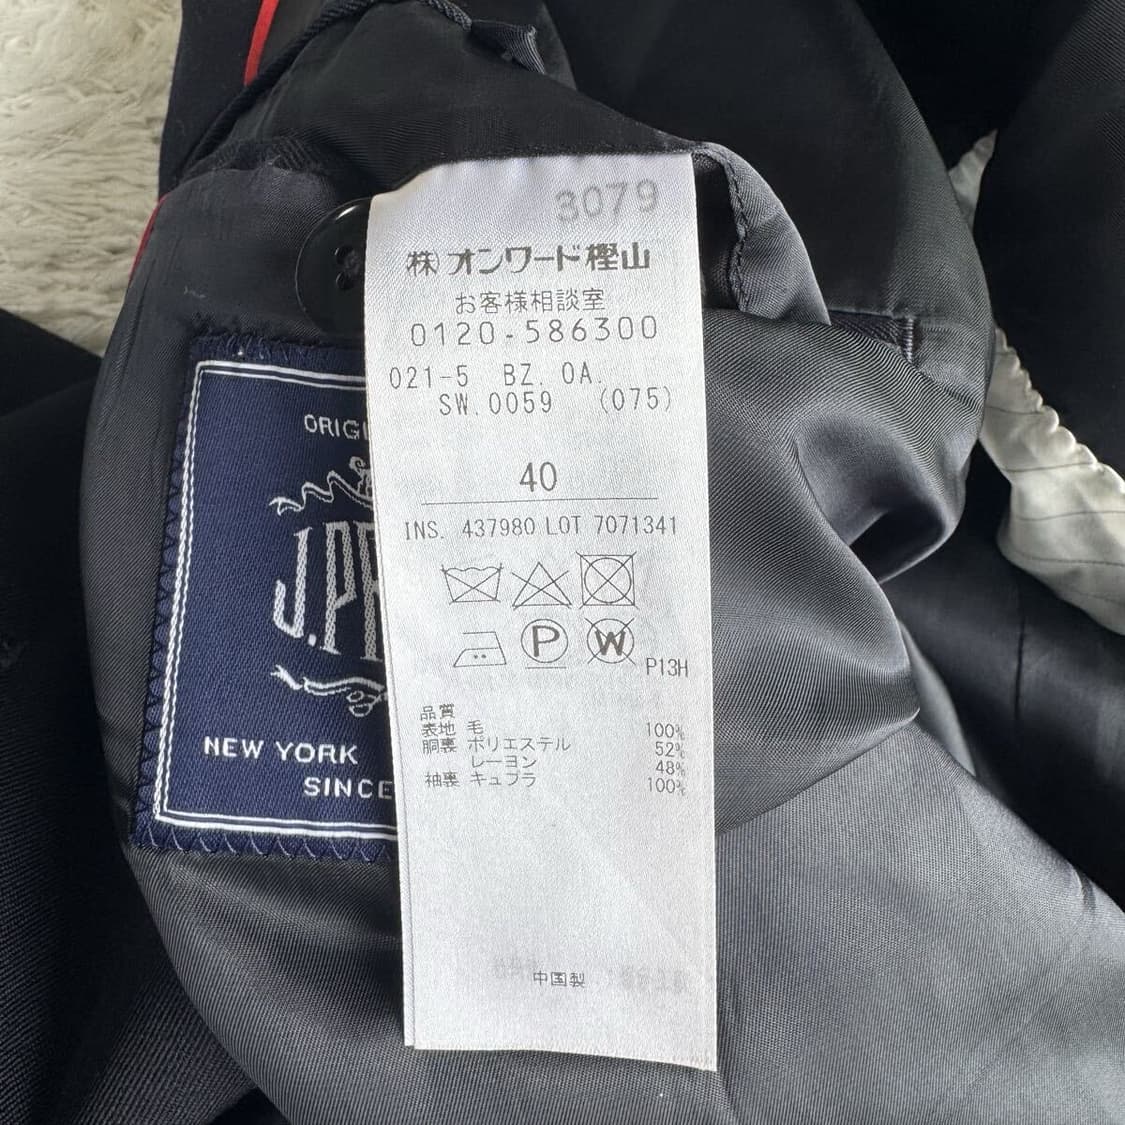 3079
㈱オンワード樫山
お客様相談室
0120-586300
021-5 BZ. OA.
SW.0059 (075)
40
INS. 437980 LOT 7071341
P
W
P13H
品質
表地 毛 100%
胴裏 ポリエステル 52%
レーヨン 48%
袖裏 キュプラ 100%
中国製
J.PR
NEW YORK
SINCE